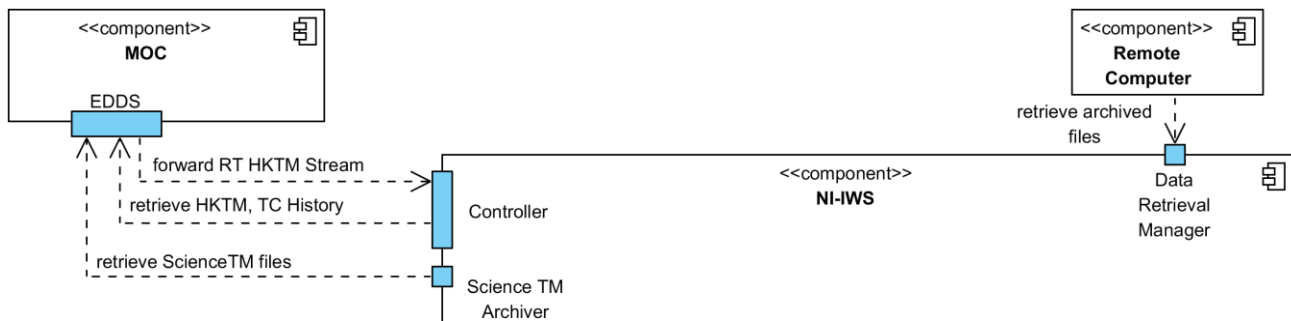 <<component>>
MOC
EDDS
<<component>>
Remote
Computer
retrieve archived
files
forward RT HKTM Stream
retrieve HKTM, TC History
retrieve ScienceTM files
<<component>>
NI-IWS
Controller
Science TM
Archiver
Data
Retrieval
Manager